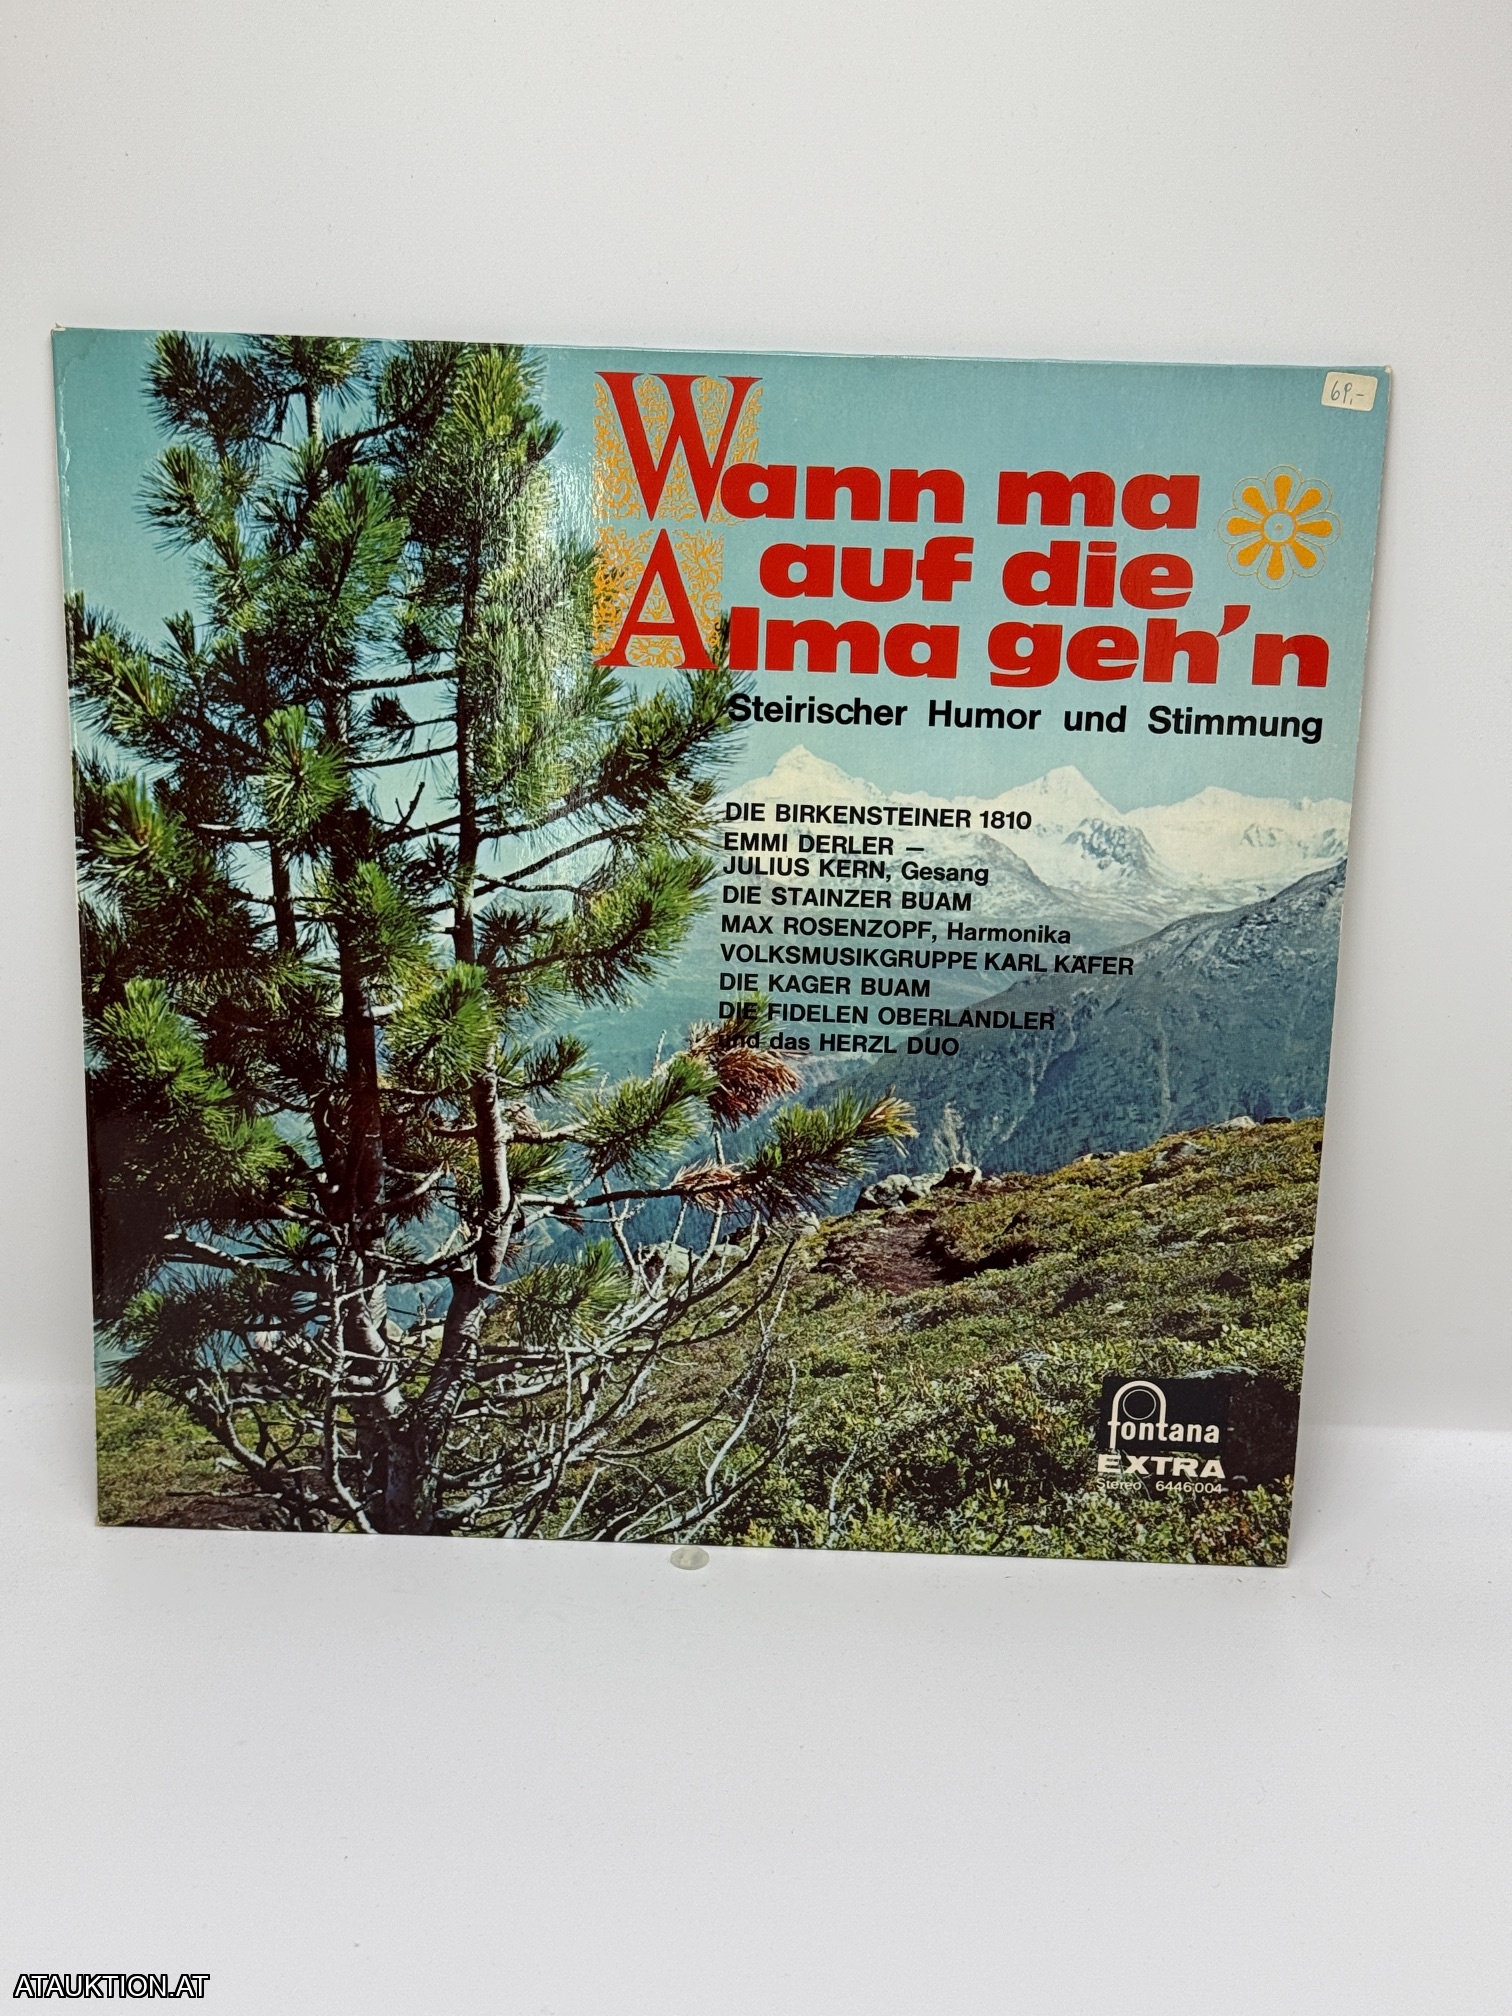 69,-
Wann ma
auf die
Alma geh'n
Steirischer Humor und Stimmung
DIE BIRKENSTEINER 1810
EMMI DERLER –
JULIUS KERN, Gesang
DIE STAINZER BUAM
MAX ROSENZOPF, Harmonika
VOLKSMUSIKGRUPPE KARL KÄFER
DIE KAGER BUAM
DIE FIDELEN OBERLANDLER
und das HERZL DUO
fontana
EXTRA
Stereo 6446 004
ATAUKTION.AT